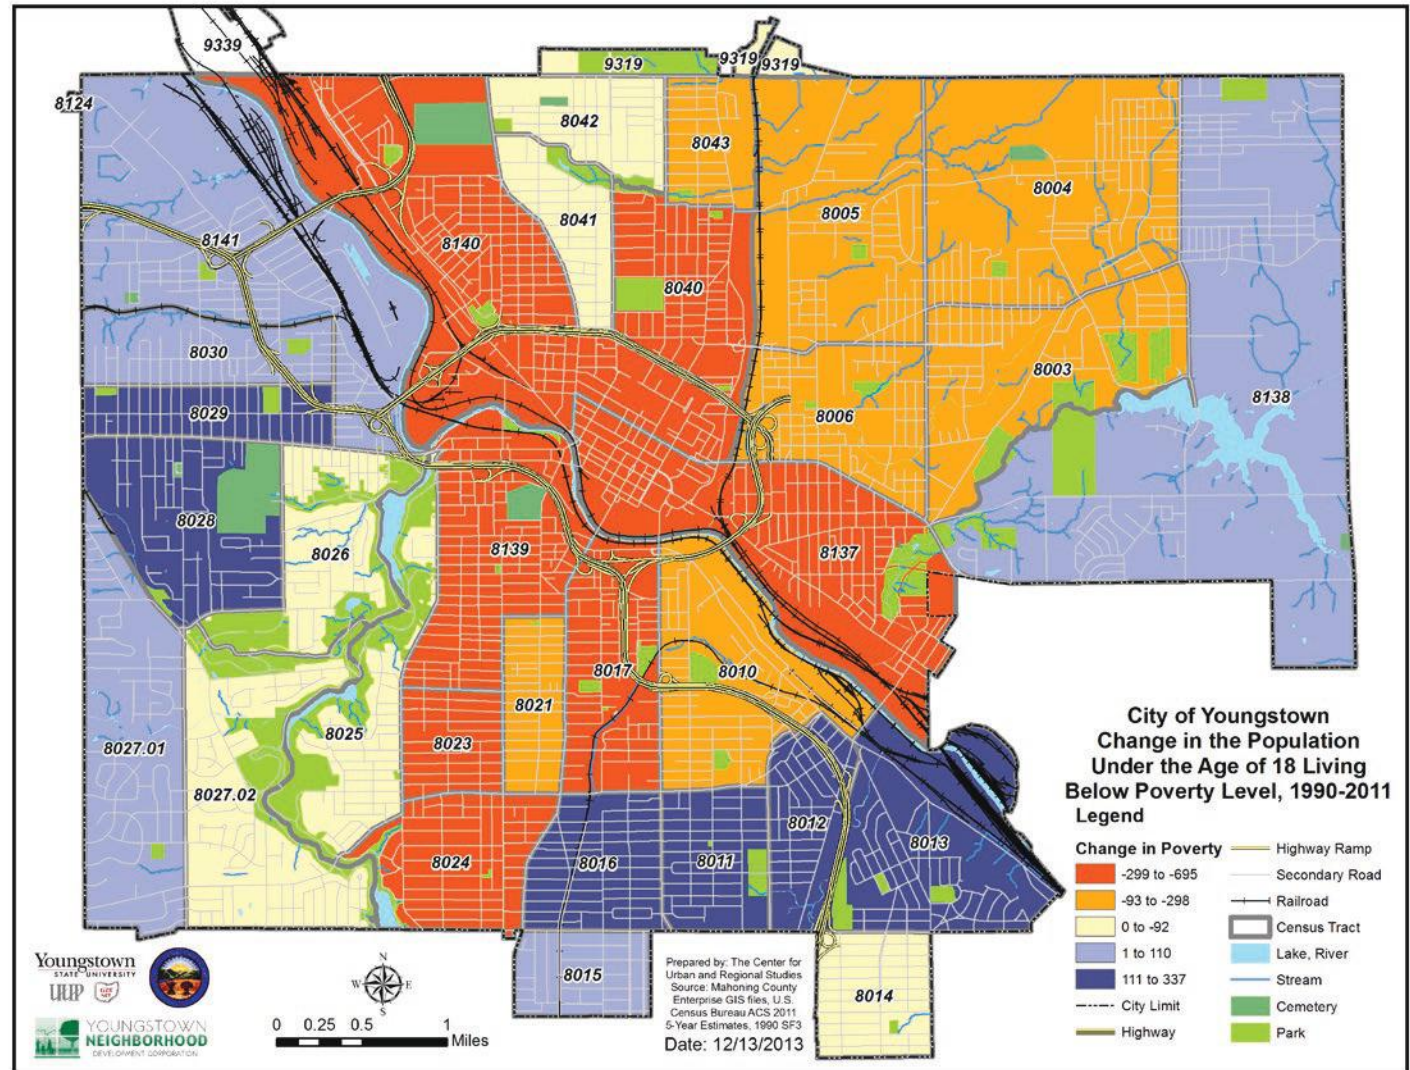 9339
9319
9319
9319
8124
8042
8043
8004
8005
8041
8140
8141
8040
8030
8003
8138
8029
8006
8028
8026
8139
8137
8017
8010
8021
8027.01
8025
8023
8027.02
8012
8013
8024
8016
8011
8015
8014
City of Youngstown
Change in the Population
Under the Age of 18 Living
Below Poverty Level, 1990-2011
Legend
Change in Poverty
-299 to -695
-93 to -298
0 to -92
1 to 110
111 to 337
City Limit
Highway
Highway Ramp
Secondary Road
Railroad
Census Tract
Lake, River
Stream
Cemetery
Park
Youngstown
STATE UNIVERSITY
YOUNGSTOWN
NEIGHBORHOOD
DEVELOPMENT CORPORATION
N
W
E
S
0 0.25 0.5 1
Miles
Prepared by: The Center for
Urban and Regional Studies
Source: Mahoning County
Enterprise GIS files, U.S.
Census Bureau ACS 2011
5-Year Estimates, 1990 SF3
Date: 12/13/2013